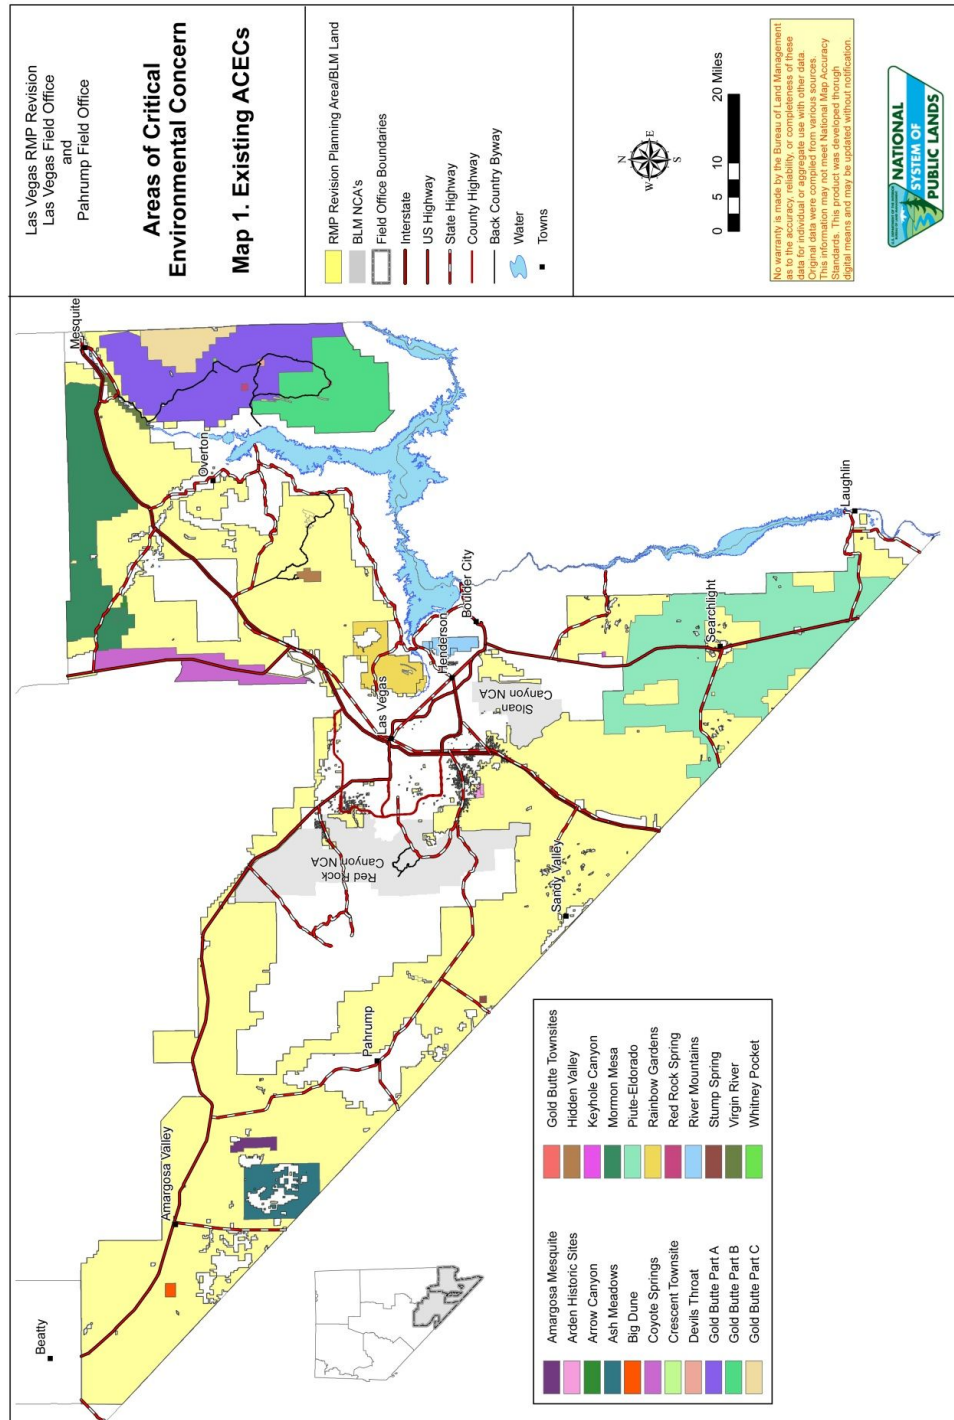 Las Vegas RMP Revision
Las Vegas Field Office
and
Pahrump Field Office
Areas of Critical
Environmental Concern
Map 1. Existing ACECs
RMP Revision Planning Area/BLM Land
BLM NCA's
Field Office Boundaries
Interstate
US Highway
State Highway
County Highway
Back Country Byway
Water
Towns
N
W
E
S
0
5
10
20 Miles
No warranty is made by the Bureau of Land Management
as to the accuracy, reliability, or completeness of these
data for individual or aggregate use with other data.
Original data were compiled from various sources.
This information may not meet National Map Accuracy
Standards. This product was developed thorugh
digital means and may be updated without notification.
NATIONAL
SYSTEM OF
PUBLIC LANDS
Beatty
Amargosa Valley
Pahrump
Red Rock
Canyon NCA
Las Vegas
Henderson
Boulder City
Sloan
Canyon NCA
Sandy Valley
Searchlight
Laughlin
Overton
Mesquite
Amargosa Mesquite
Arden Historic Sites
Arrow Canyon
Ash Meadows
Big Dune
Coyote Springs
Crescent Townsite
Devils Throat
Gold Butte Part A
Gold Butte Part B
Gold Butte Part C
Gold Butte Townsites
Hidden Valley
Keyhole Canyon
Mormon Mesa
Piute-Eldorado
Rainbow Gardens
Red Rock Spring
River Mountains
Stump Spring
Virgin River
Whitney Pocket